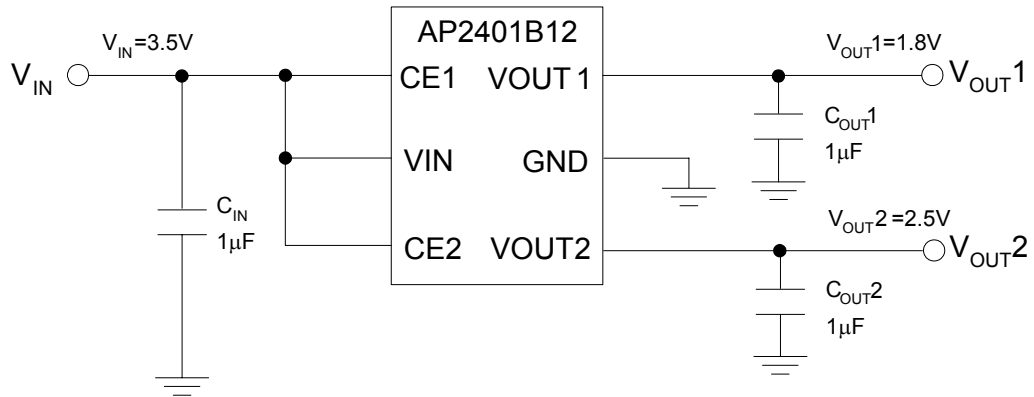 AP2401B12
V_IN=3.5V
V_OUT1=1.8V
V_IN
CE1
VOUT 1
V_OUT1
C_OUT1
1µF
VIN
GND
C_IN
1µF
V_OUT2=2.5V
CE2
VOUT2
V_OUT2
C_OUT2
1µF